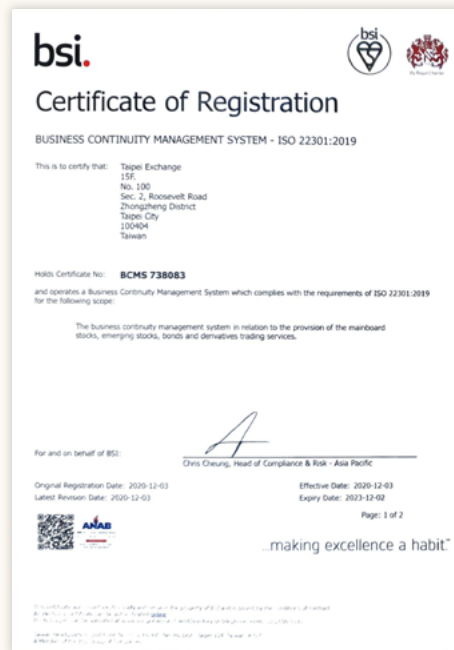 bsi.
bsi
By Royal Charter
Certificate of Registration
BUSINESS CONTINUITY MANAGEMENT SYSTEM - ISO 22301:2019
This is to certify that:
Taipei Exchange
15F.
No. 100
Sec. 2, Roosevelt Road
Zhongzheng District
Taipei City
100404
Taiwan
Holds Certificate No: BCMS 738083
and operates a Business Continuity Management System which complies with the requirements of ISO 22301:2019
for the following scope:
The business continuity management system in relation to the provision of the mainboard
stocks, emerging stocks, bonds and derivatives trading services.
For and on behalf of BSI:
Chris Cheung, Head of Compliance & Risk - Asia Pacific
Original Registration Date: 2020-12-03
Effective Date: 2020-12-03
Latest Revision Date: 2020-12-03
Expiry Date: 2023-12-02
Page: 1 of 2
ANAB
...making excellence a habit.™